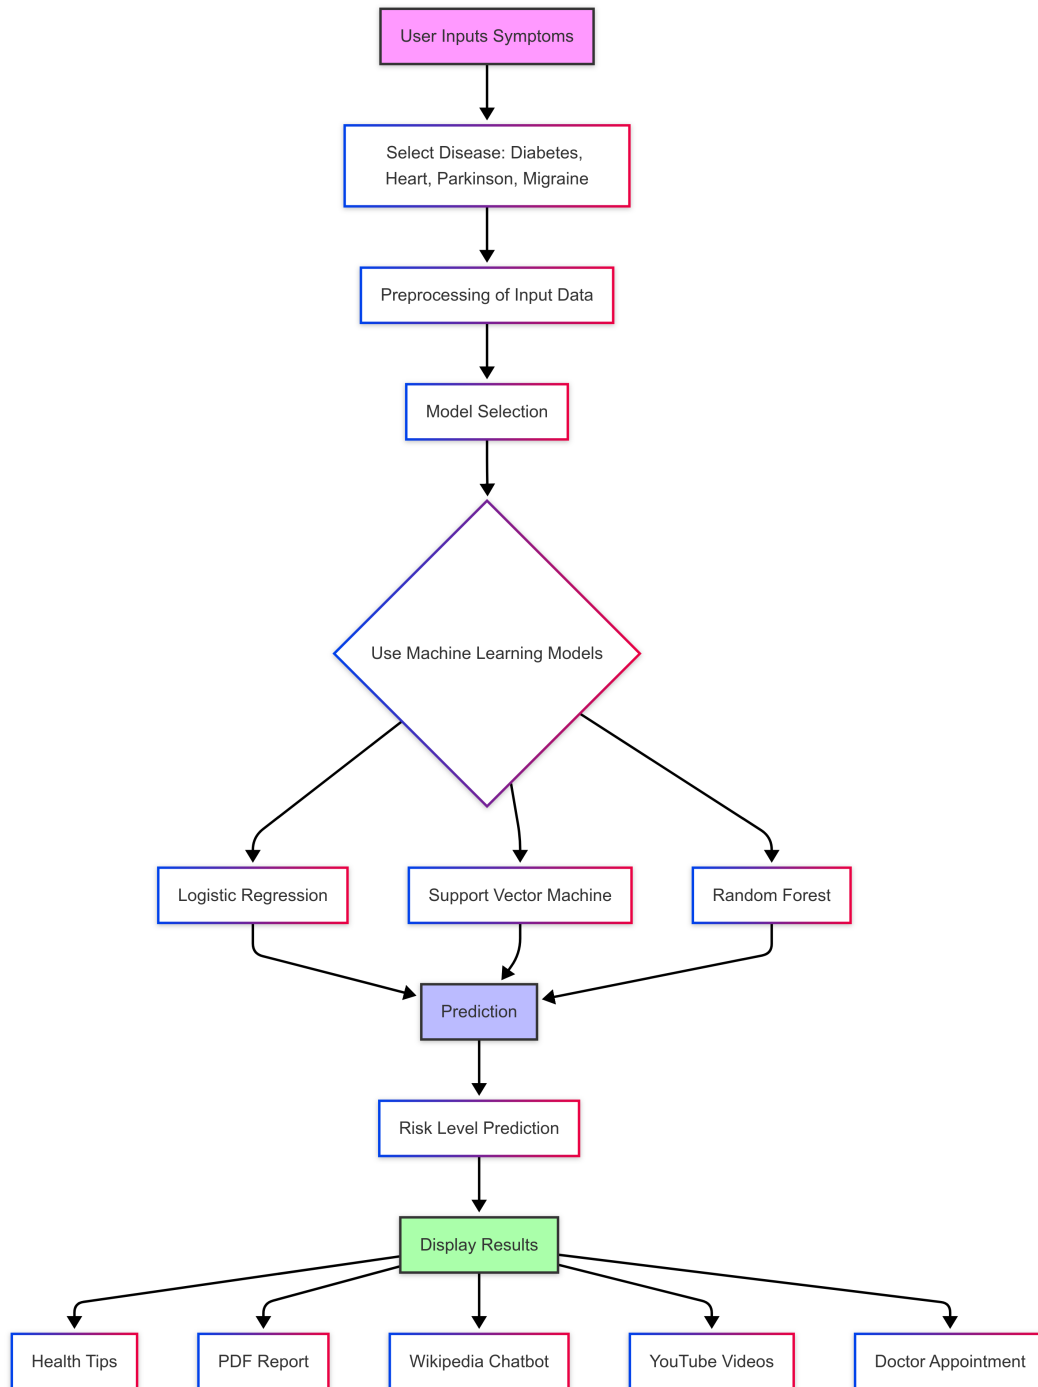 User Inputs Symptoms
Select Disease: Diabetes,
Heart, Parkinson, Migraine
Preprocessing of Input Data
Model Selection
Use Machine Learning Models
Logistic Regression
Support Vector Machine
Random Forest
Prediction
Risk Level Prediction
Display Results
Health Tips
PDF Report
Wikipedia Chatbot
YouTube Videos
Doctor Appointment